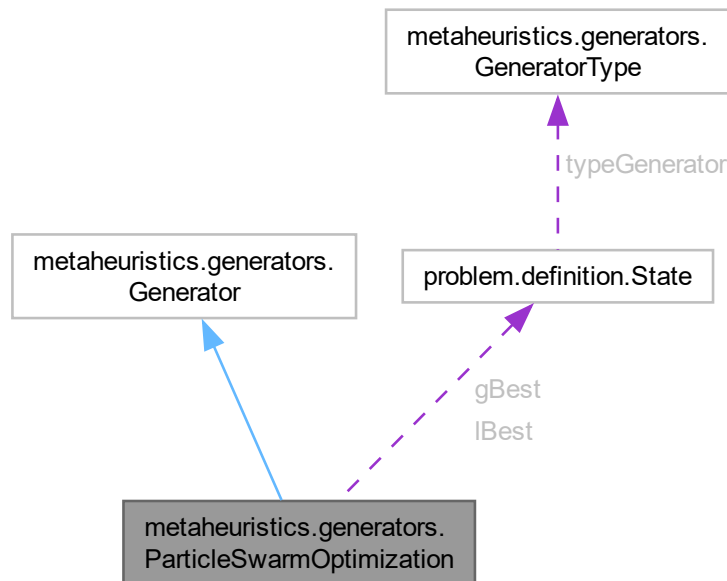 metaheuristics.generators.
GeneratorType
typeGenerator
metaheuristics.generators.
Generator
problem.definition.State
gBest
lBest
metaheuristics.generators.
ParticleSwarmOptimization